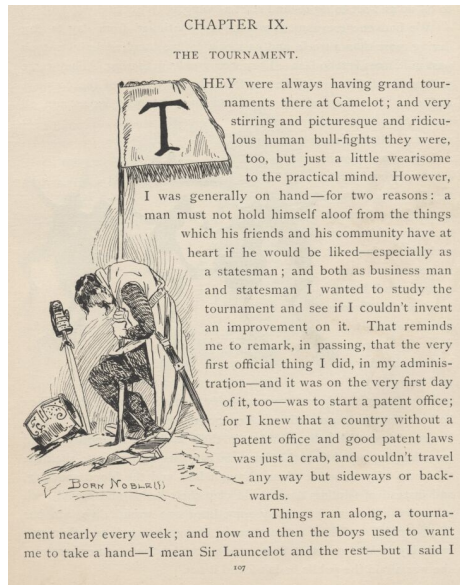 CHAPTER IX.
THE TOURNAMENT.
THEY were always having grand tour-
naments there at Camelot; and very
stirring and picturesque and ridicu-
lous human bull-fights they were,
too, but just a little wearisome
to the practical mind. However,
I was generally on hand—for two reasons: a
man must not hold himself aloof from the things
which his friends and his community have at
heart if he would be liked—especially as
a statesman; and both as business man
and statesman I wanted to study the
tournament and see if I couldn't invent
an improvement on it. That reminds
me to remark, in passing, that the very
first official thing I did, in my adminis-
tration—and it was on the very first day
of it, too—was to start a patent office;
for I knew that a country without a
patent office and good patent laws
was just a crab, and couldn't travel
any way but sideways or back-
wards.
BORN NOBLE(!)
Things ran along, a tourna-
ment nearly every week; and now and then the boys used to want
me to take a hand—I mean Sir Launcelot and the rest—but I said I
107